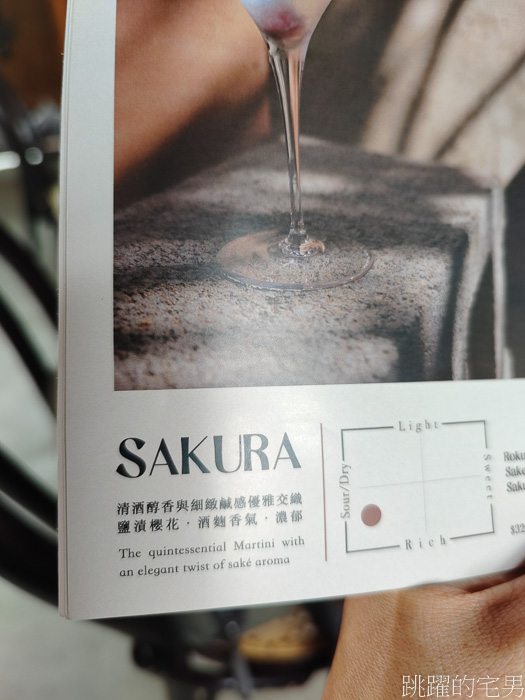 SAKURA
清酒醇香與細緻鹹感優雅交織
鹽漬櫻花．酒麴香氣．濃郁
The quintessential Martini with
an elegant twist of saké aroma
Light
Sour/Dry
Sweet
Rich
Roku
Sake
Saku
$32
跳躍的宅男